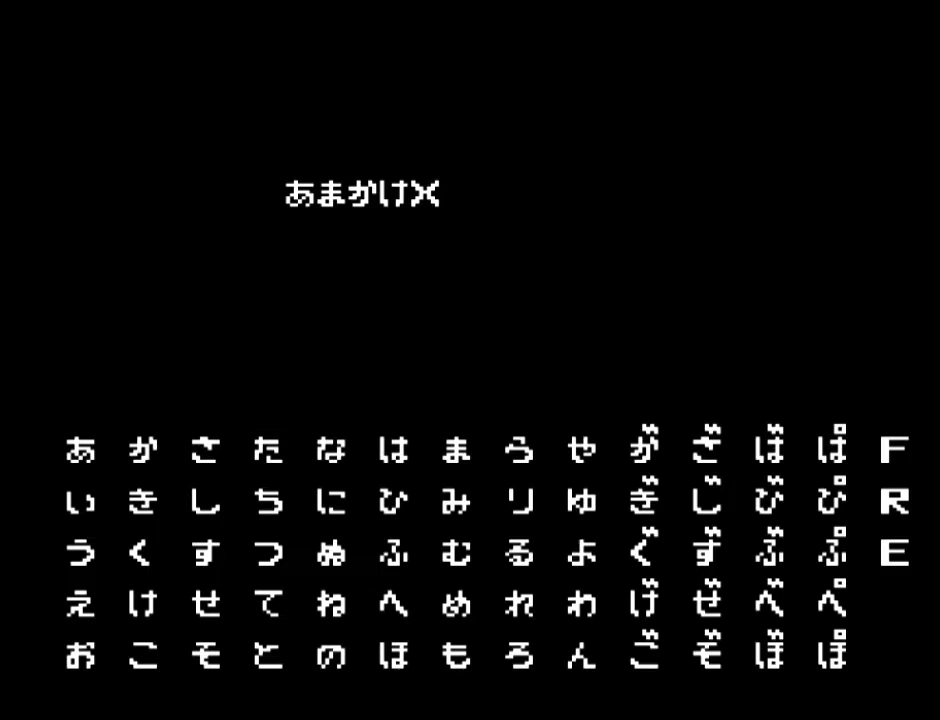 あまかけX
あ か さ た な は ま ら や が ざ ば ぱ F
い き し ち に ひ み り ゆ ぎ じ び ぴ R
う く す つ ぬ ふ む る よ ぐ ず ぶ ぷ E
え け せ て ね へ め れ わ げ ぜ べ ぺ
お こ そ と の ほ も ろ ん ご ぞ ぼ ぽ